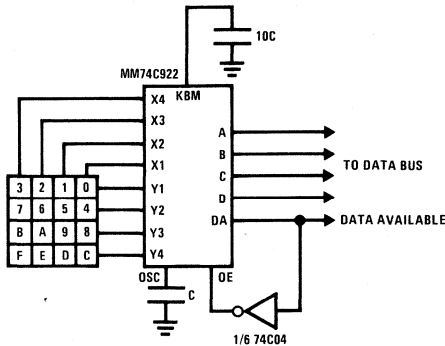 10C
MM74C922
KBM
X4
X3
X2
X1
Y1
Y2
Y3
Y4
A
B
C
D
DA
TO DATA BUS
DATA AVAILABLE
3 2 1 0
7 6 5 4
B A 9 8
F E D C
OSC
OE
C
1/6 74C04